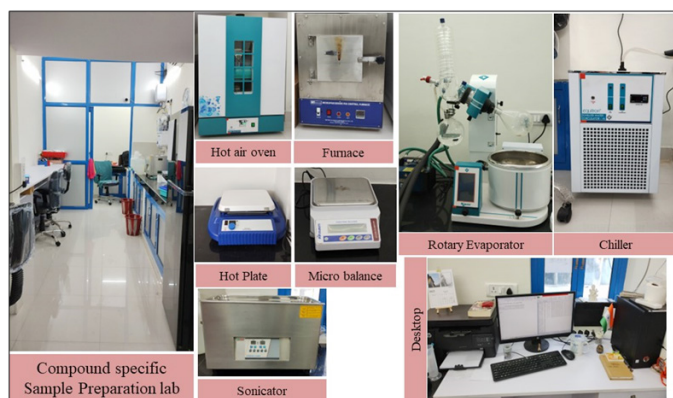 Hot air oven
Furnace
Hot Plate
Micro balance
Sonicator
Rotary Evaporator
Chiller
Desktop
Compound specific
Sample Preparation lab